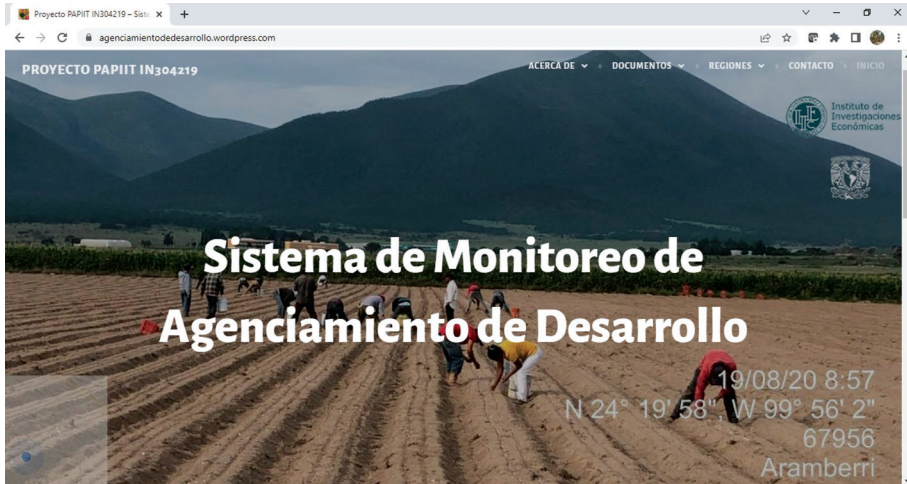 Proyecto PAPIIT IN304219 – Siste
agenciamientodedesarrollo.wordpress.com
PROYECTO PAPIIT IN304219
ACERCA DE
DOCUMENTOS
REGIONES
CONTACTO
INICIO
Instituto de
Investigaciones
Económicas
Sistema de Monitoreo de
Agenciamiento de Desarrollo
19/08/20 8:57
N 24° 19' 58", W 99° 56' 2"
67956
Aramberri